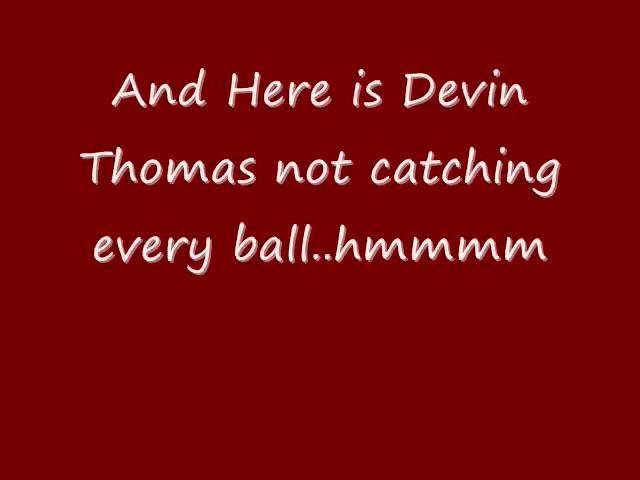 And Here is Devin
Thomas not catching
every ball..hmmmm